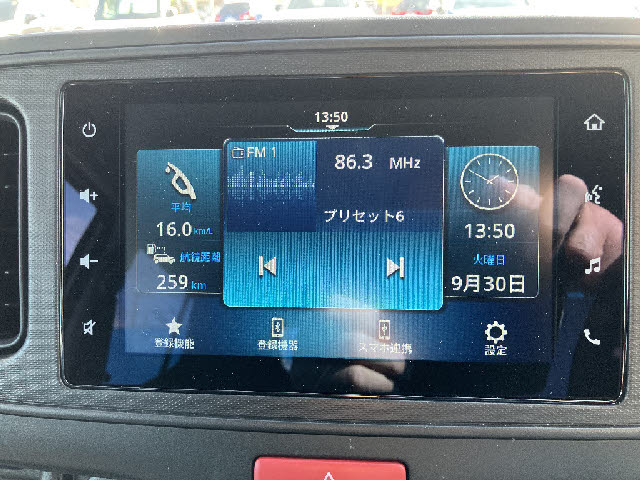 13:50
FM 1
86.3 MHz
プリセット6
平均
16.0 km/L
航続距離
259 km
13:50
火曜日
9月30日
登録機能
登録機器
スマホ連携
設定